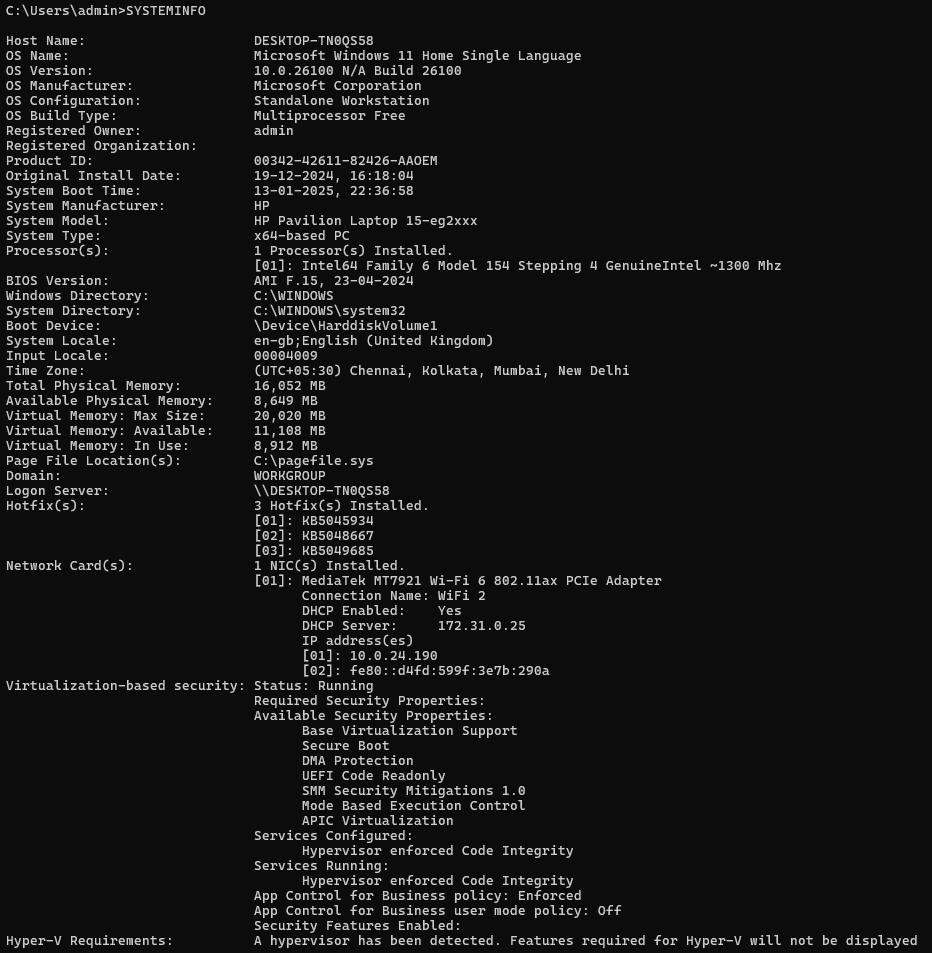 C:\Users\admin>SYSTEMINFO
Host Name: DESKTOP-TN0QS58
OS Name: Microsoft Windows 11 Home Single Language
OS Version: 10.0.26100 N/A Build 26100
OS Manufacturer: Microsoft Corporation
OS Configuration: Standalone Workstation
OS Build Type: Multiprocessor Free
Registered Owner: admin
Registered Organization:
Product ID: 00342-42611-82426-AAOEM
Original Install Date: 19-12-2024, 16:18:04
System Boot Time: 13-01-2025, 22:36:58
System Manufacturer: HP
System Model: HP Pavilion Laptop 15-eg2xxx
System Type: x64-based PC
Processor(s): 1 Processor(s) Installed.
[01]: Intel64 Family 6 Model 154 Stepping 4 GenuineIntel ~1300 Mhz
BIOS Version: AMI F.15, 23-04-2024
Windows Directory: C:\WINDOWS
System Directory: C:\WINDOWS\system32
Boot Device: \Device\HarddiskVolume1
System Locale: en-gb;English (United Kingdom)
Input Locale: 00004009
Time Zone: (UTC+05:30) Chennai, Kolkata, Mumbai, New Delhi
Total Physical Memory: 16,052 MB
Available Physical Memory: 8,649 MB
Virtual Memory: Max Size: 20,020 MB
Virtual Memory: Available: 11,108 MB
Virtual Memory: In Use: 8,912 MB
Page File Location(s): C:\pagefile.sys
Domain: WORKGROUP
Logon Server: \\DESKTOP-TN0QS58
Hotfix(s): 3 Hotfix(s) Installed.
[01]: KB5045934
[02]: KB5048667
[03]: KB5049685
Network Card(s): 1 NIC(s) Installed.
[01]: MediaTek MT7921 Wi-Fi 6 802.11ax PCIe Adapter
Connection Name: WiFi 2
DHCP Enabled: Yes
DHCP Server: 172.31.0.25
IP address(es)
[01]: 10.0.24.190
[02]: fe80::d4fd:599f:3e7b:290a
Virtualization-based security: Status: Running
Required Security Properties:
Available Security Properties:
Base Virtualization Support
Secure Boot
DMA Protection
UEFI Code Readonly
SMM Security Mitigations 1.0
Mode Based Execution Control
APIC Virtualization
Services Configured:
Hypervisor enforced Code Integrity
Services Running:
Hypervisor enforced Code Integrity
App Control for Business policy: Enforced
App Control for Business user mode policy: Off
Security Features Enabled:
Hyper-V Requirements: A hypervisor has been detected. Features required for Hyper-V will not be displayed